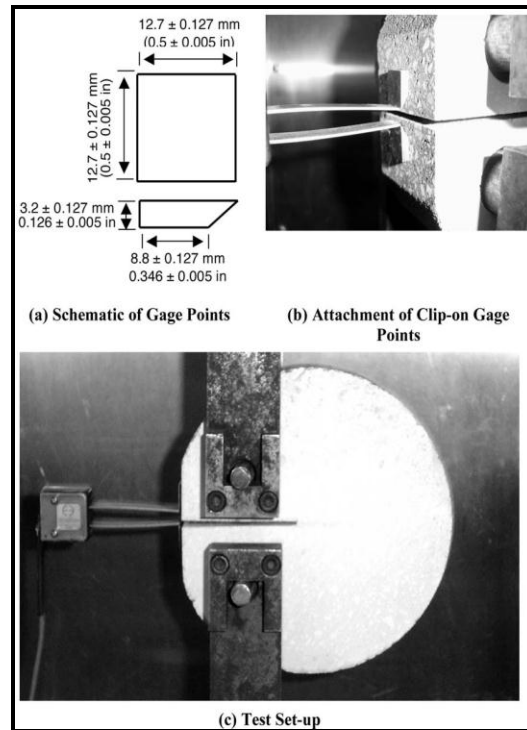 12.7 ± 0.127 mm
(0.5 ± 0.005 in)
12.7 ± 0.127 mm
(0.5 ± 0.005 in)
3.2 ± 0.127 mm
0.126 ± 0.005 in
8.8 ± 0.127 mm
0.346 ± 0.005 in
(a) Schematic of Gage Points
(b) Attachment of Clip-on Gage
Points
(c) Test Set-up